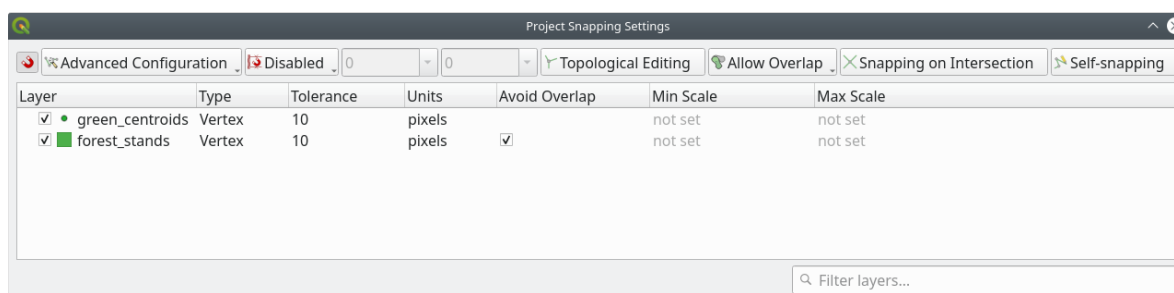 Project Snapping Settings
Advanced Configuration Disabled 0 0 Topological Editing Allow Overlap Snapping on Intersection Self-snapping
Layer Type Tolerance Units Avoid Overlap Min Scale Max Scale
green_centroids Vertex 10 pixels not set not set
forest_stands Vertex 10 pixels not set not set
Filter layers...